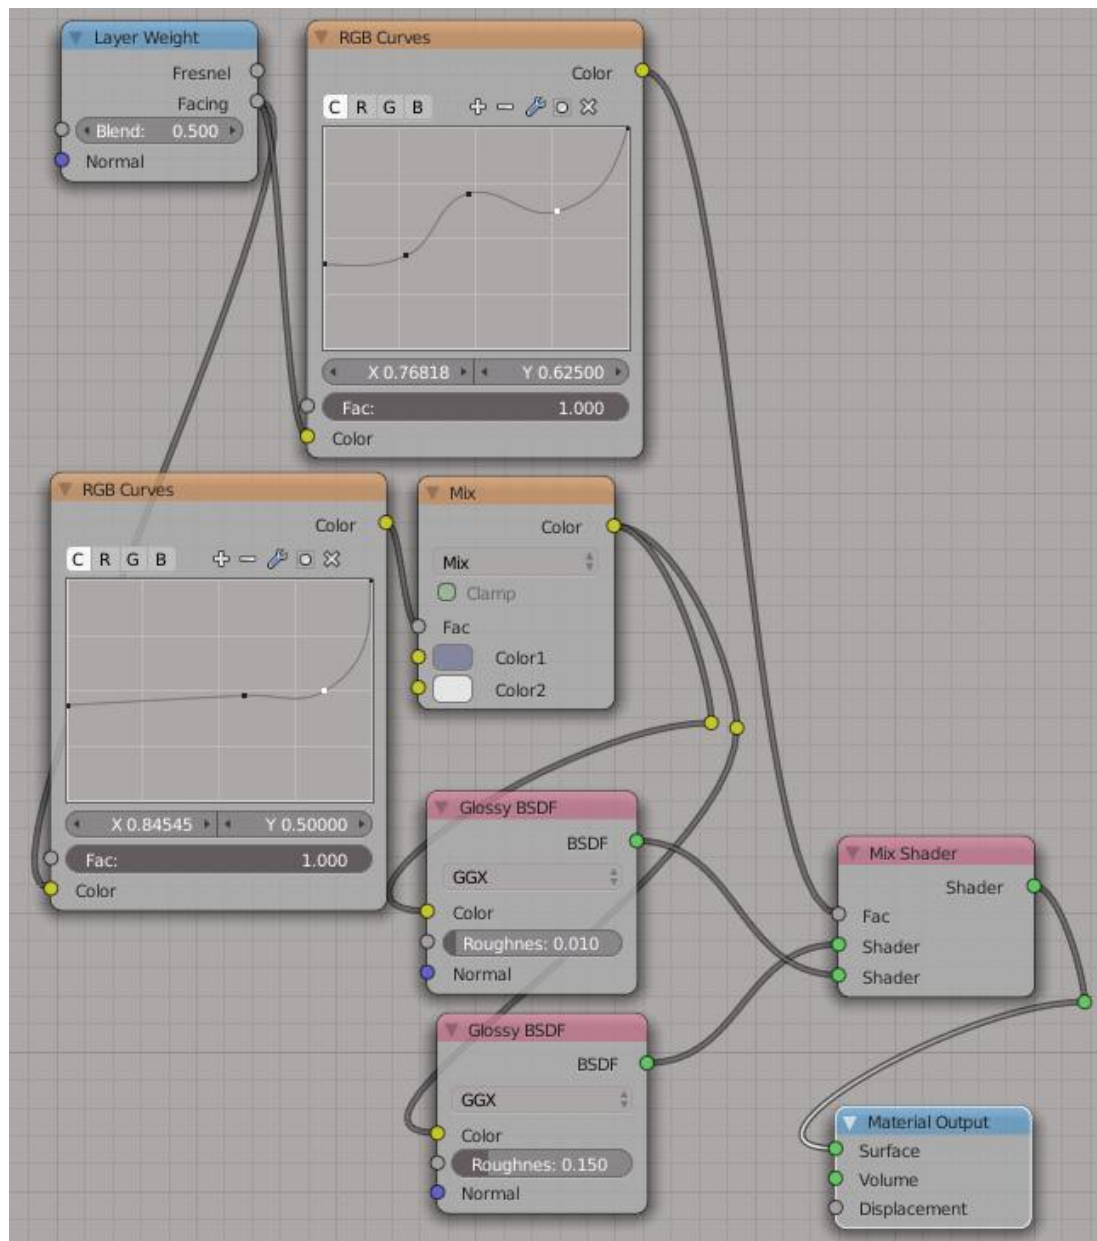 Layer Weight
Fresnel
Facing
Blend: 0.500
Normal
RGB Curves
Color
C R G B
X 0.76818 Y 0.62500
Fac: 1.000
Color
RGB Curves
Color
C R G B
X 0.84545 Y 0.50000
Fac: 1.000
Color
Mix
Color
Mix
Clamp
Fac
Color1
Color2
Glossy BSDF
BSDF
GGX
Color
Roughnes: 0.010
Normal
Glossy BSDF
BSDF
GGX
Color
Roughnes: 0.150
Normal
Mix Shader
Shader
Fac
Shader
Shader
Material Output
Surface
Volume
Displacement